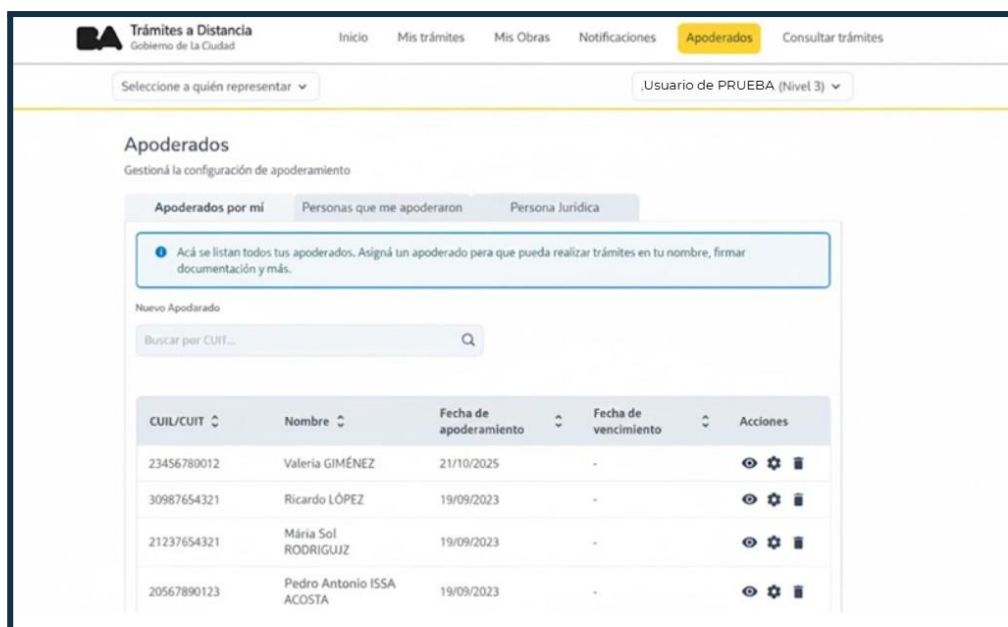 BA Trámites a Distancia
Gobierno de la Ciudad
Inicio Mis trámites Mis Obras Notificaciones Apoderados Consultar trámites
Seleccione a quién representar
Usuario de PRUEBA (Nivel 3)
Apoderados
Gestioná la configuración de apoderamiento
Apoderados por mí Personas que me apoderaron Persona Jurídica
Acá se listan todos tus apoderados. Asigná un apoderado pera que pueda realizar trámites en tu nombre, firmar
documentación y más.
Nuevo Apodarado
Buscar por CUIT...
CUIL/CUIT Nombre Fecha de apoderamiento Fecha de vencimiento Acciones
23456780012 Valeria GIMÉNEZ 21/10/2025 -
30987654321 Ricardo LÓPEZ 19/09/2023 -
21237654321 Mária Sol RODRIGUJZ 19/09/2023 -
20567890123 Pedro Antonio ISSA ACOSTA 19/09/2023 -